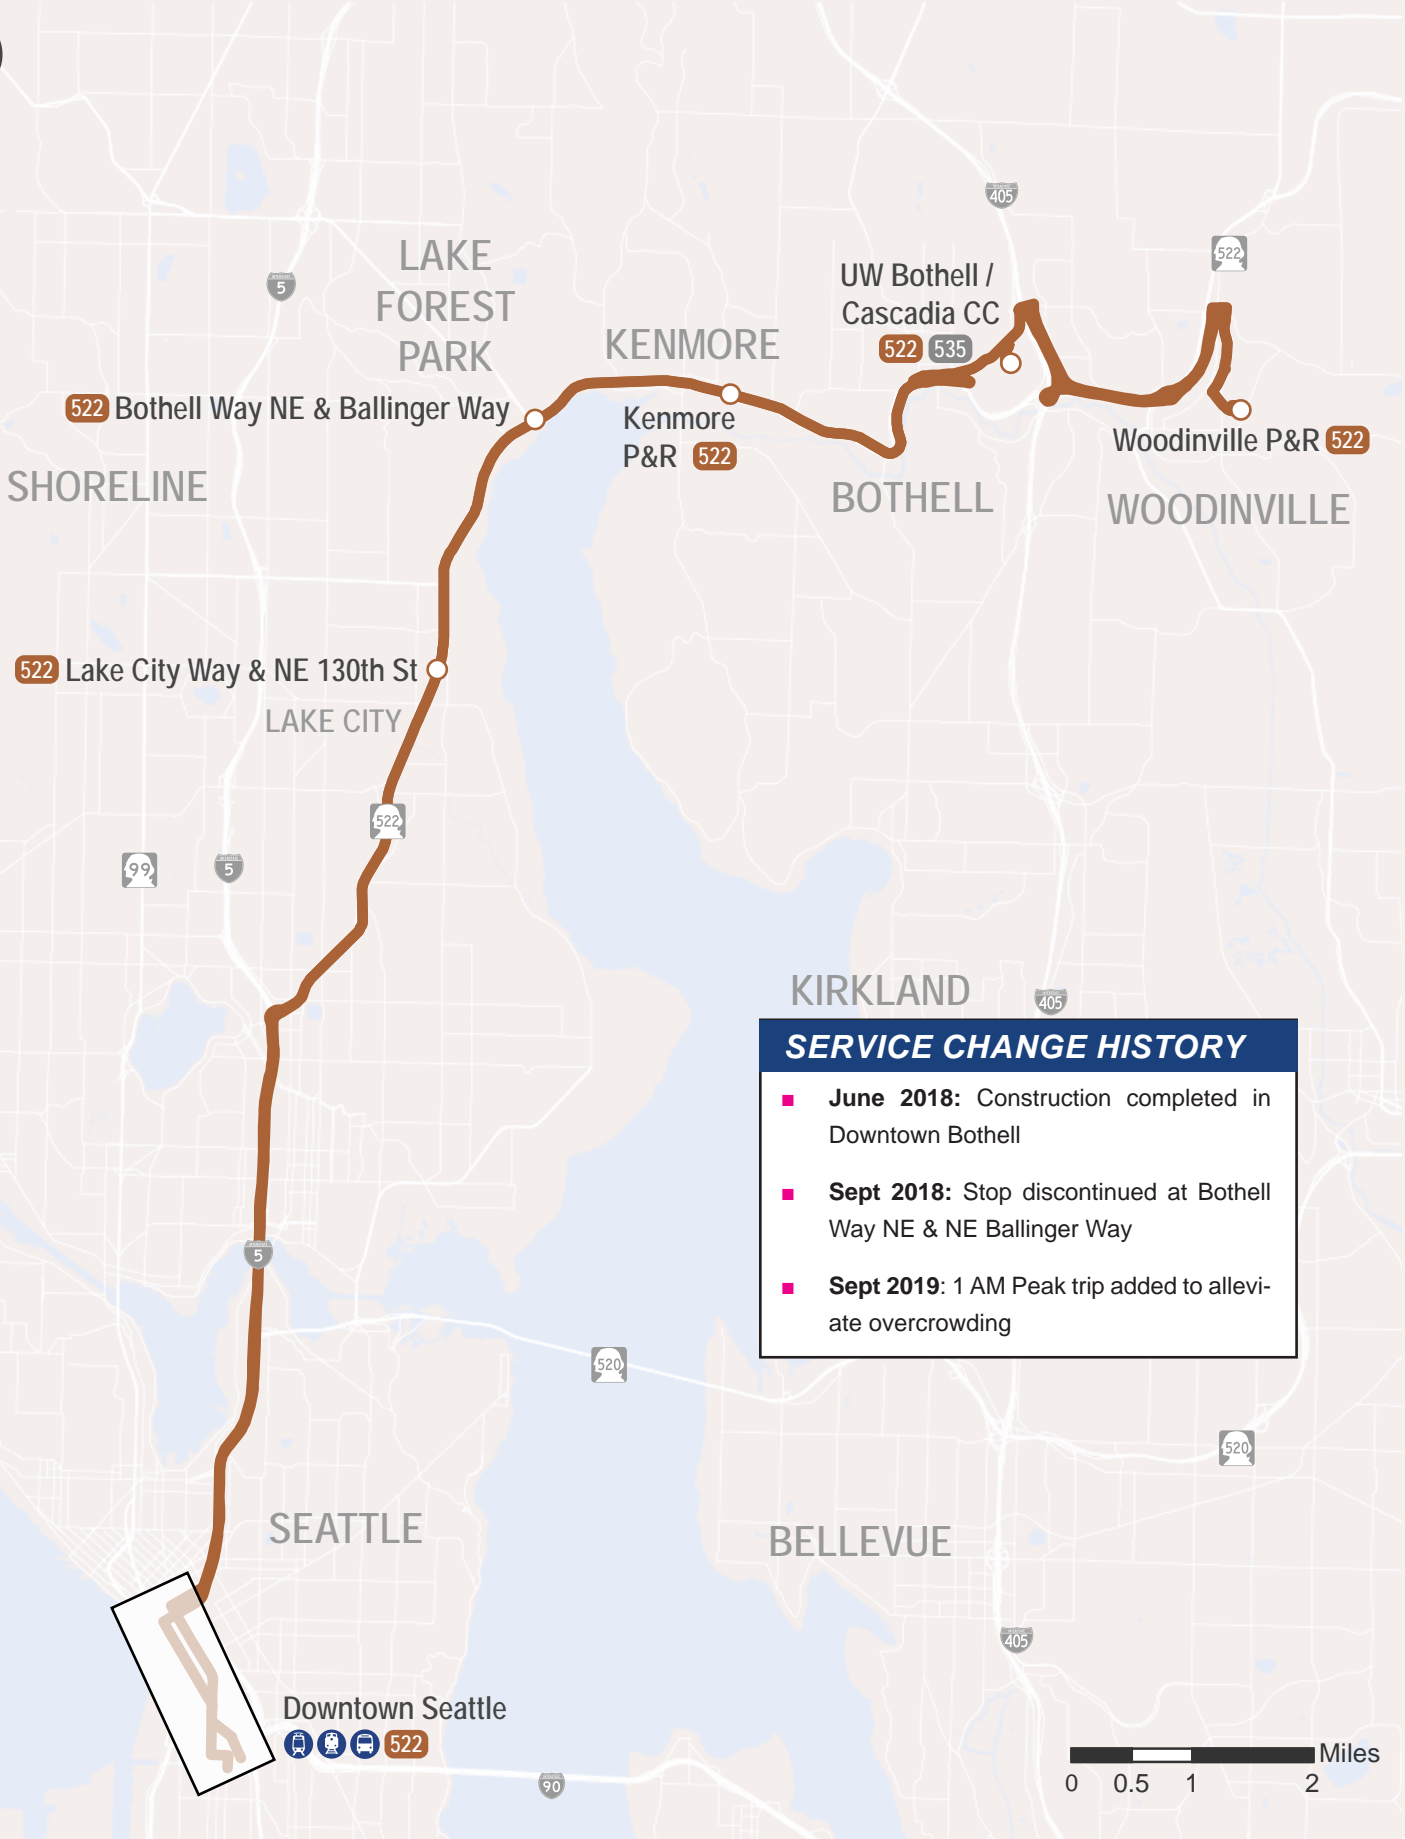 405
522
5
LAKE
FOREST
PARK
UW Bothell /
Cascadia CC
522 535
KENMORE
522 Bothell Way NE & Ballinger Way
Kenmore
P&R 522
Woodinville P&R 522
SHORELINE
BOTHELL
WOODINVILLE
522 Lake City Way & NE 130th St
LAKE CITY
522
99
5
KIRKLAND
405
SERVICE CHANGE HISTORY
June 2018: Construction completed in
Downtown Bothell
Sept 2018: Stop discontinued at Bothell
Way NE & NE Ballinger Way
Sept 2019: 1 AM Peak trip added to allevi-
ate overcrowding
5
520
520
SEATTLE
BELLEVUE
405
Downtown Seattle
522
90
Miles
0 0.5 1 2